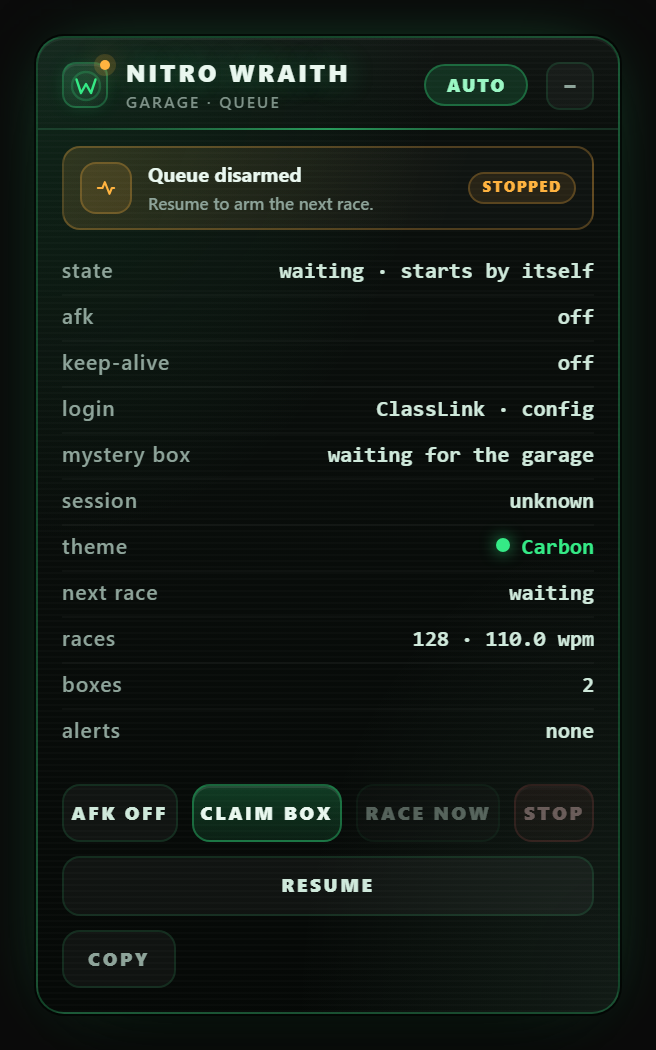 NITRO WRAITH
GARAGE · QUEUE
AUTO
–
Queue disarmed
Resume to arm the next race.
STOPPED
state waiting · starts by itself
afk off
keep-alive off
login ClassLink · config
mystery box waiting for the garage
session unknown
theme Carbon
next race waiting
races 128 · 110.0 wpm
boxes 2
alerts none
AFK OFF CLAIM BOX RACE NOW STOP
RESUME
COPY